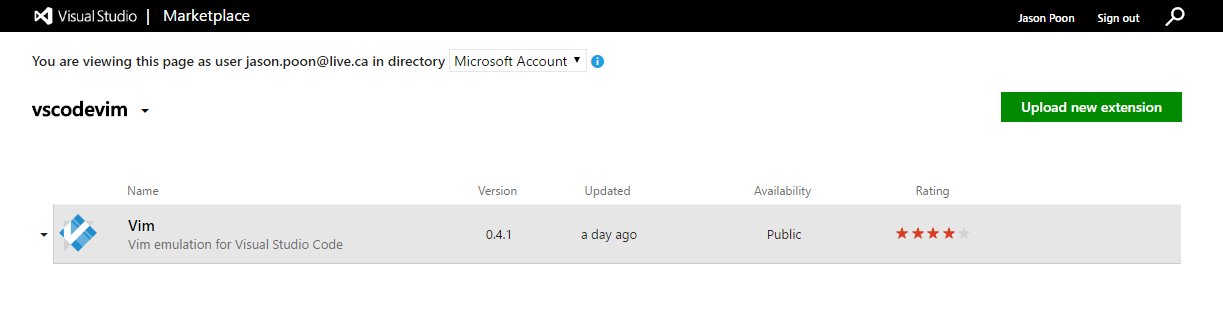 Visual Studio | Marketplace
Jason Poon Sign out
You are viewing this page as user jason.poon@live.ca in directory Microsoft Account
vscodevim
Upload new extension
Name Version Updated Availability Rating
Vim
Vim emulation for Visual Studio Code
0.4.1 a day ago Public